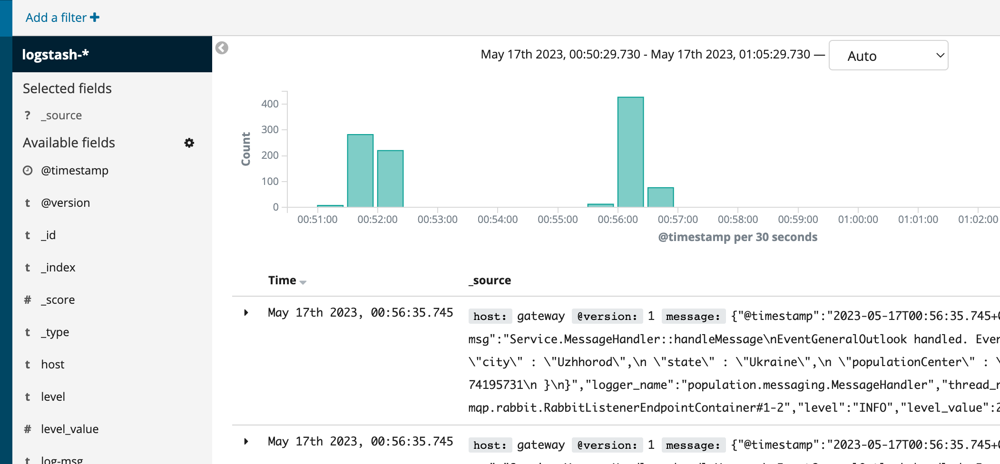 Add a filter
logstash-*
Selected fields
? _source
Available fields
@timestamp
t @version
t _id
t _index
# _score
t _type
t host
t level
# level_value
t log-msg
May 17th 2023, 00:50:29.730 - May 17th 2023, 01:05:29.730 — Auto
Count
400
300
200
100
0
00:51:00 00:52:00 00:53:00 00:54:00 00:55:00 00:56:00 00:57:00 00:58:00 00:59:00 01:00:00 01:01:00 01:02:00
@timestamp per 30 seconds
Time _source
May 17th 2023, 00:56:35.745 host: gateway @version: 1 message: {"@timestamp":"2023-05-17T00:56:35.745+
msg":"Service.MessageHandler::handleMessage\nEventGeneralOutlook handled. Ever
\"city\" : \"Uzhhorod\",\n \"state\" : \"Ukraine\",\n \"populationCenter\" : \
74195731\n }\n}","logger_name":"population.messaging.MessageHandler","thread_
mqp.rabbit.RabbitListenerEndpointContainer#1-2","level":"INFO","level_value":2
May 17th 2023, 00:56:35.745 host: gateway @version: 1 message: {"@timestamp":"2023-05-17T00:56:35.745+